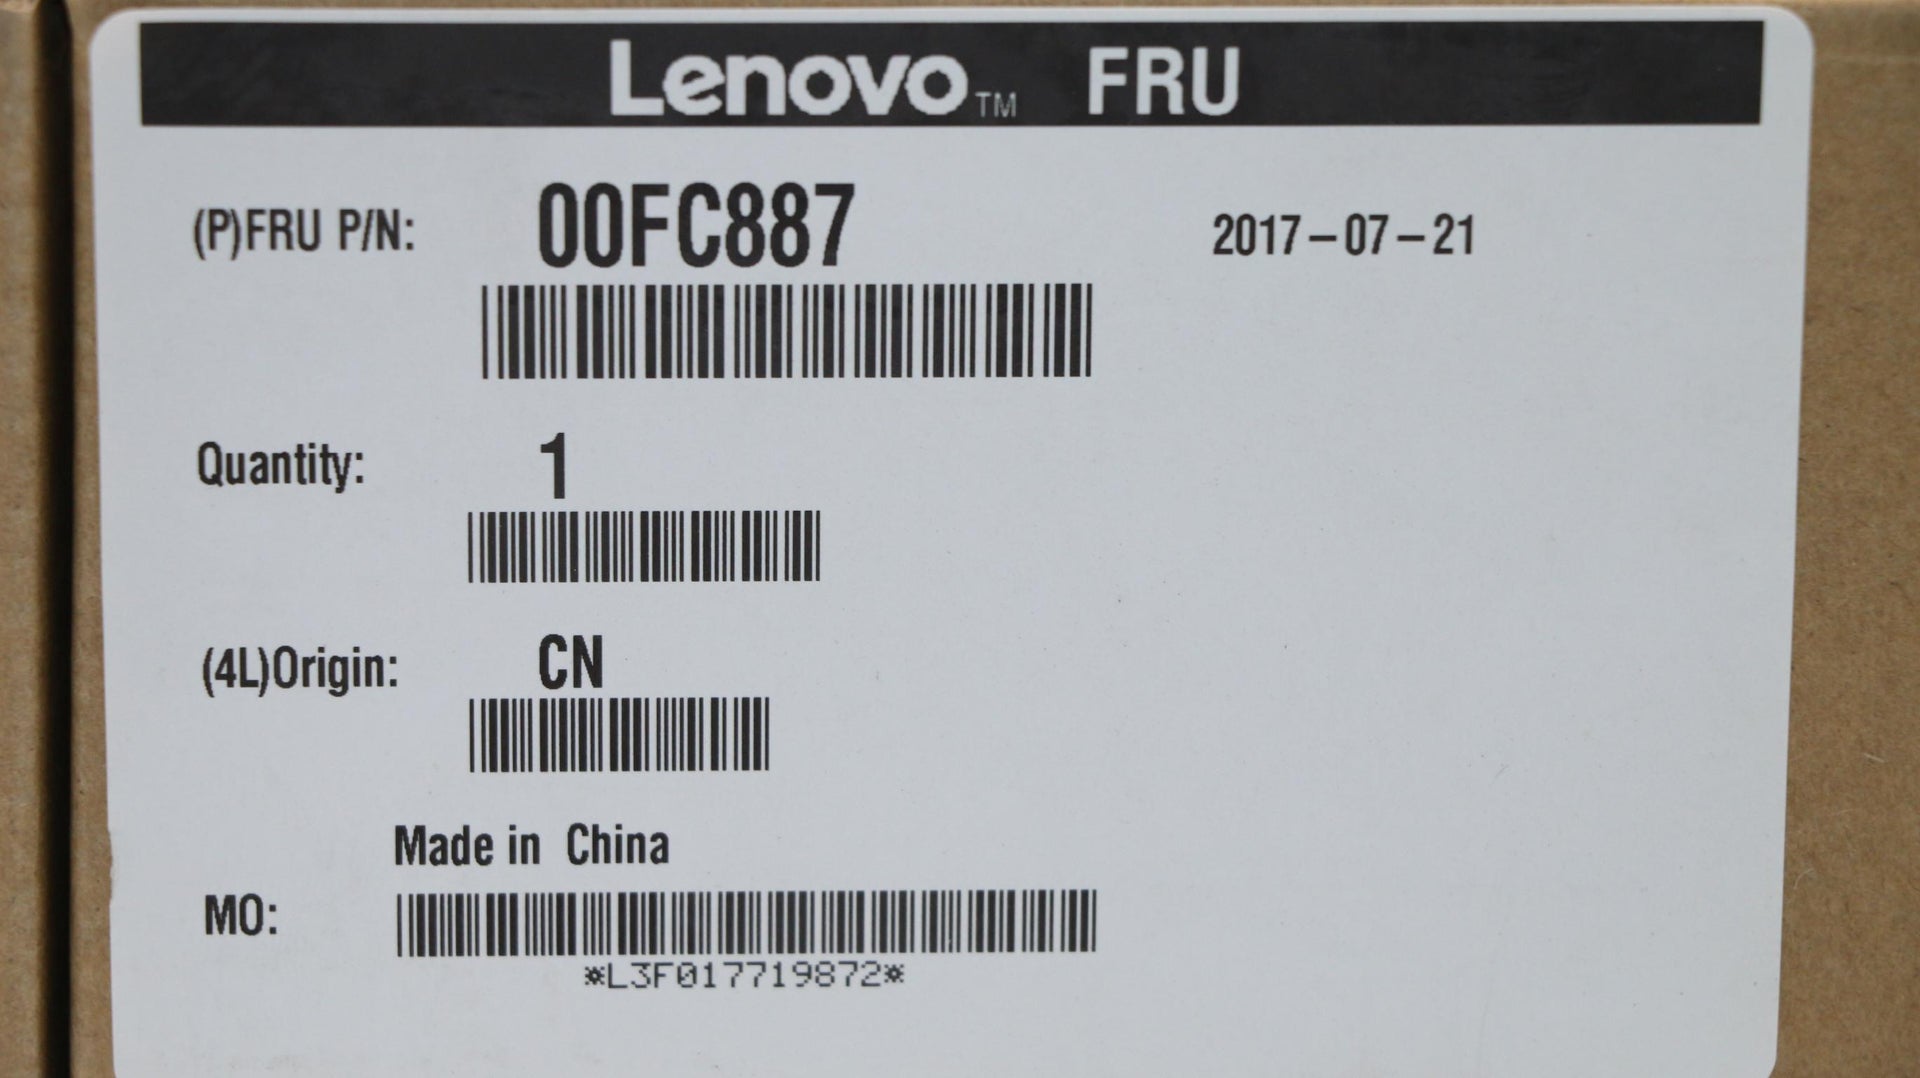 Lenovo™ FRU
(P)FRU P/N: 00FC887 2017-07-21
Quantity: 1
(4L)Origin: CN
Made in China
MO:
*L3F017719872*